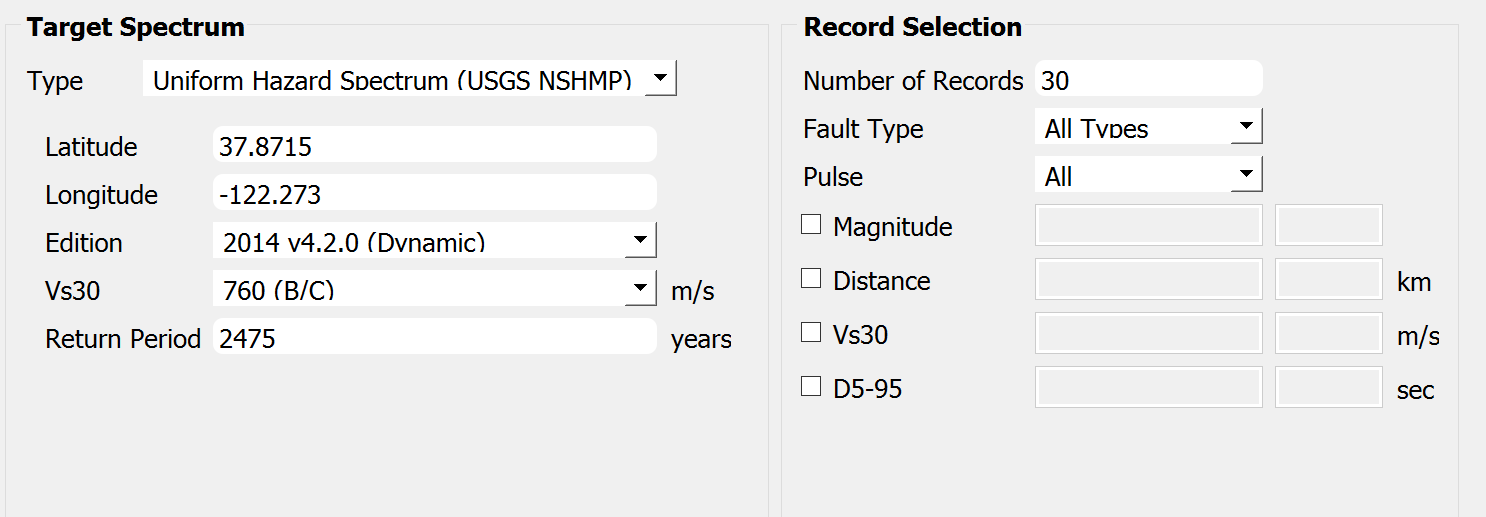 Target Spectrum
Type Uniform Hazard Spectrum (USGS NSHMP)
Latitude 37.8715
Longitude -122.273
Edition 2014 v4.2.0 (Dynamic)
Vs30 760 (B/C) m/s
Return Period 2475 years
Record Selection
Number of Records 30
Fault Type All Types
Pulse All
Magnitude
Distance km
Vs30 m/s
D5-95 sec